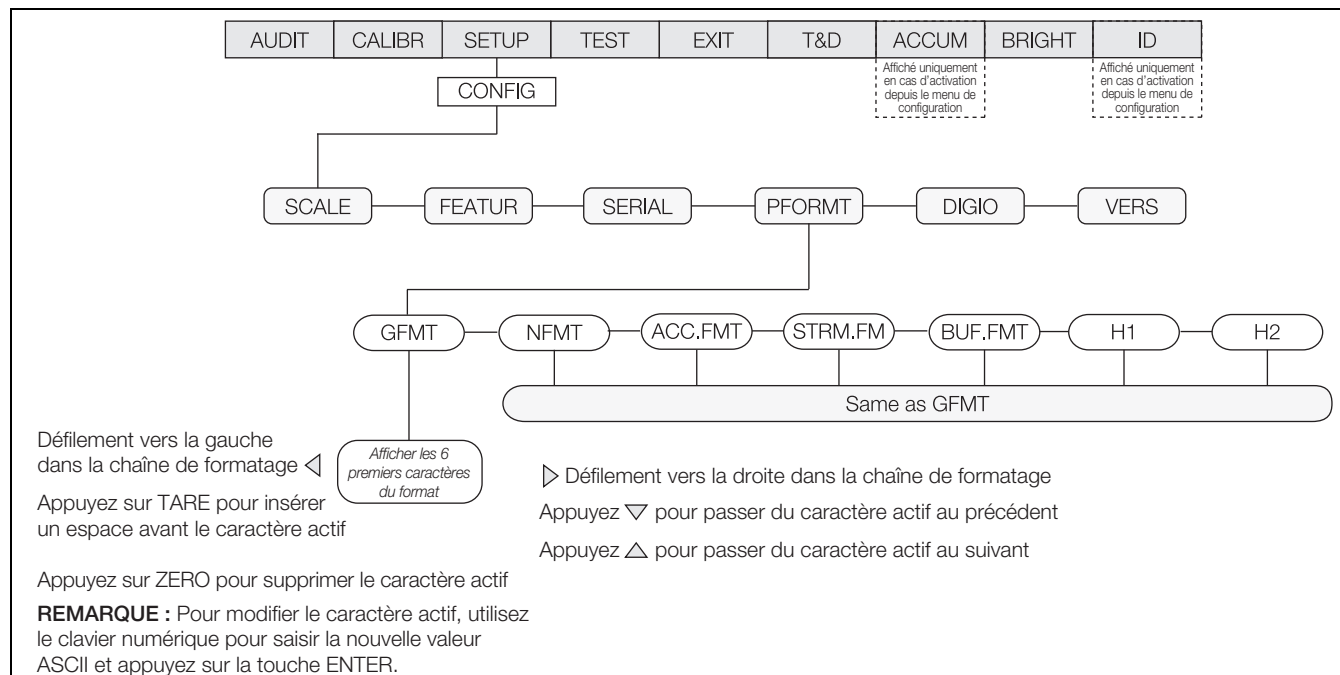 AUDIT CALIBR SETUP TEST EXIT T&D ACCUM BRIGHT ID
Affiché uniquement
en cas d'activation
depuis le menu de
configuration
Affiché uniquement
en cas d'activation
depuis le menu de
configuration
CONFIG
SCALE FEATUR SERIAL PFORMT DIGIO VERS
GFMT NFMT ACC.FMT STRM.FM BUF.FMT H1 H2
Same as GFMT
Défilement vers la gauche
dans la chaîne de formatage
Appuyez sur TARE pour insérer
un espace avant le caractère actif
Afficher les 6
premiers caractères
du format
Défilement vers la droite dans la chaîne de formatage
Appuyez pour passer du caractère actif au précédent
Appuyez pour passer du caractère actif au suivant
Appuyez sur ZERO pour supprimer le caractère actif
REMARQUE : Pour modifier le caractère actif, utilisez
le clavier numérique pour saisir la nouvelle valeur
ASCII et appuyez sur la touche ENTER.